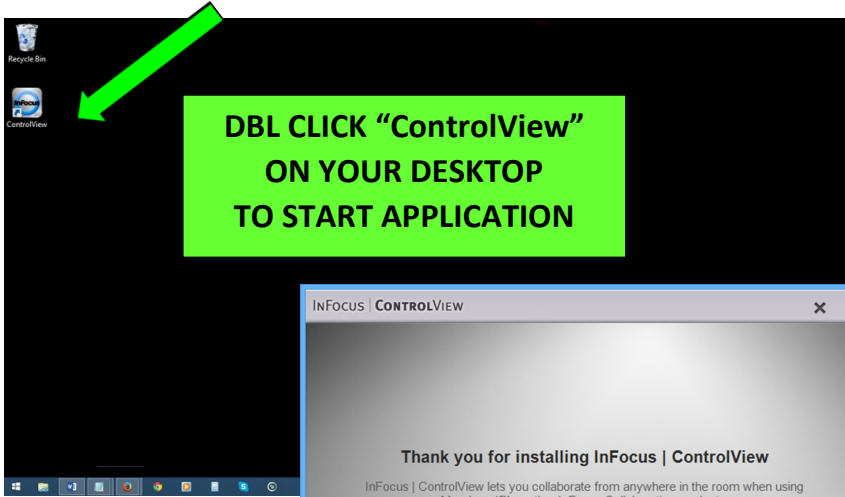 Recycle Bin
InFocus
ControlView
DBL CLICK “ControlView”
ON YOUR DESKTOP
TO START APPLICATION
INFOCUS | CONTROLVIEW
Thank you for installing InFocus | ControlView
InFocus | ControlView lets you collaborate from anywhere in the room when using